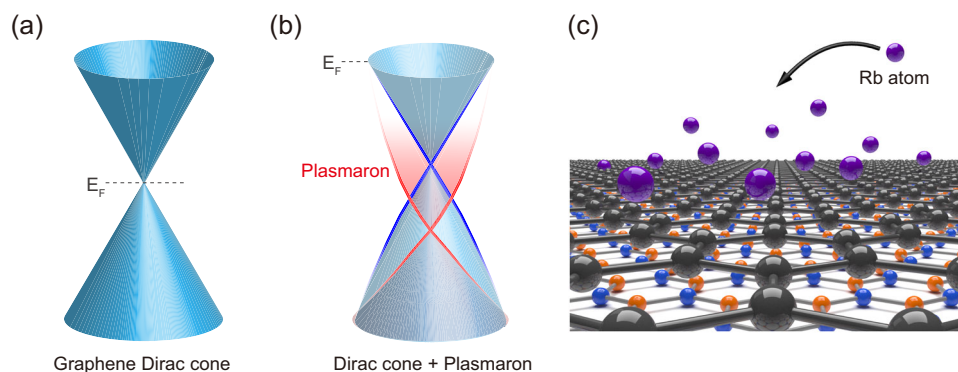 (a)
E_F
Graphene Dirac cone
(b)
E_F
Plasmaron
Dirac cone + Plasmaron
(c)
Rb atom